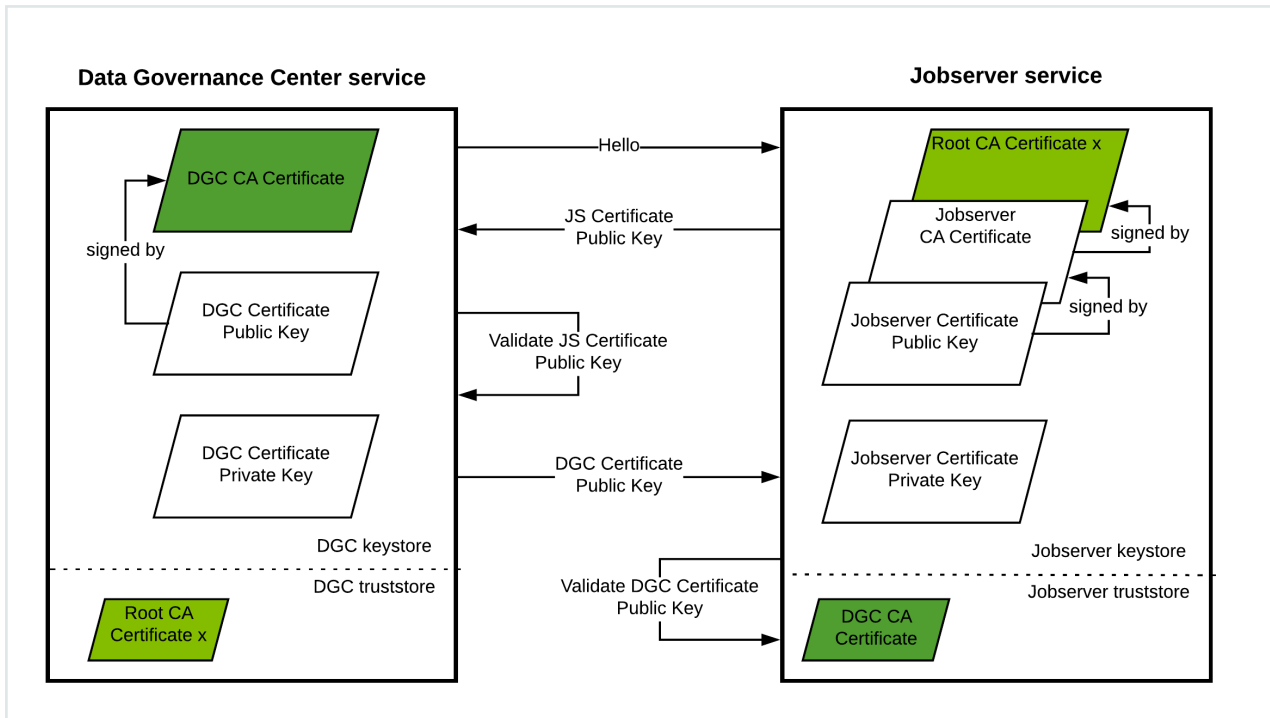 Data Governance Center service
DGC CA Certificate
signed by
DGC Certificate
Public Key
DGC Certificate
Private Key
DGC keystore
DGC truststore
Root CA
Certificate x
Hello
JS Certificate
Public Key
Validate JS Certificate
Public Key
DGC Certificate
Public Key
Validate DGC Certificate
Public Key
Jobserver service
Root CA Certificate x
Jobserver
CA Certificate
signed by
Jobserver Certificate
Public Key
signed by
Jobserver Certificate
Private Key
Jobserver keystore
Jobserver truststore
DGC CA
Certificate